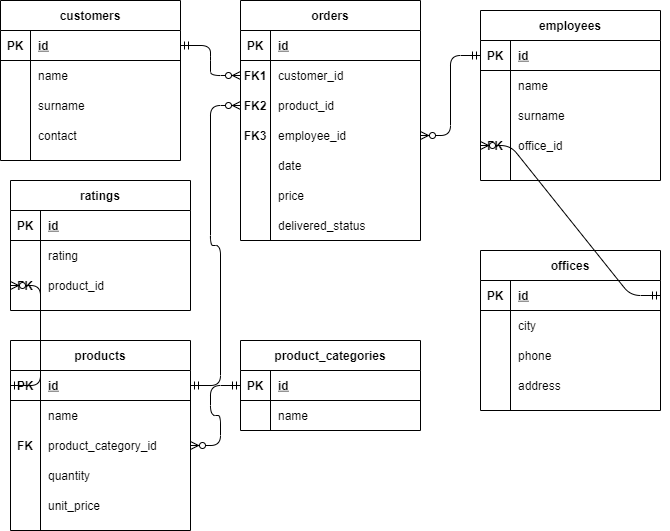 customers
PK id
name
surname
contact
orders
PK id
FK1 customer_id
FK2 product_id
FK3 employee_id
date
price
delivered_status
employees
PK id
name
surname
FK office_id
ratings
PK id
rating
FK product_id
offices
PK id
city
phone
address
products
PK id
name
FK product_category_id
quantity
unit_price
product_categories
PK id
name